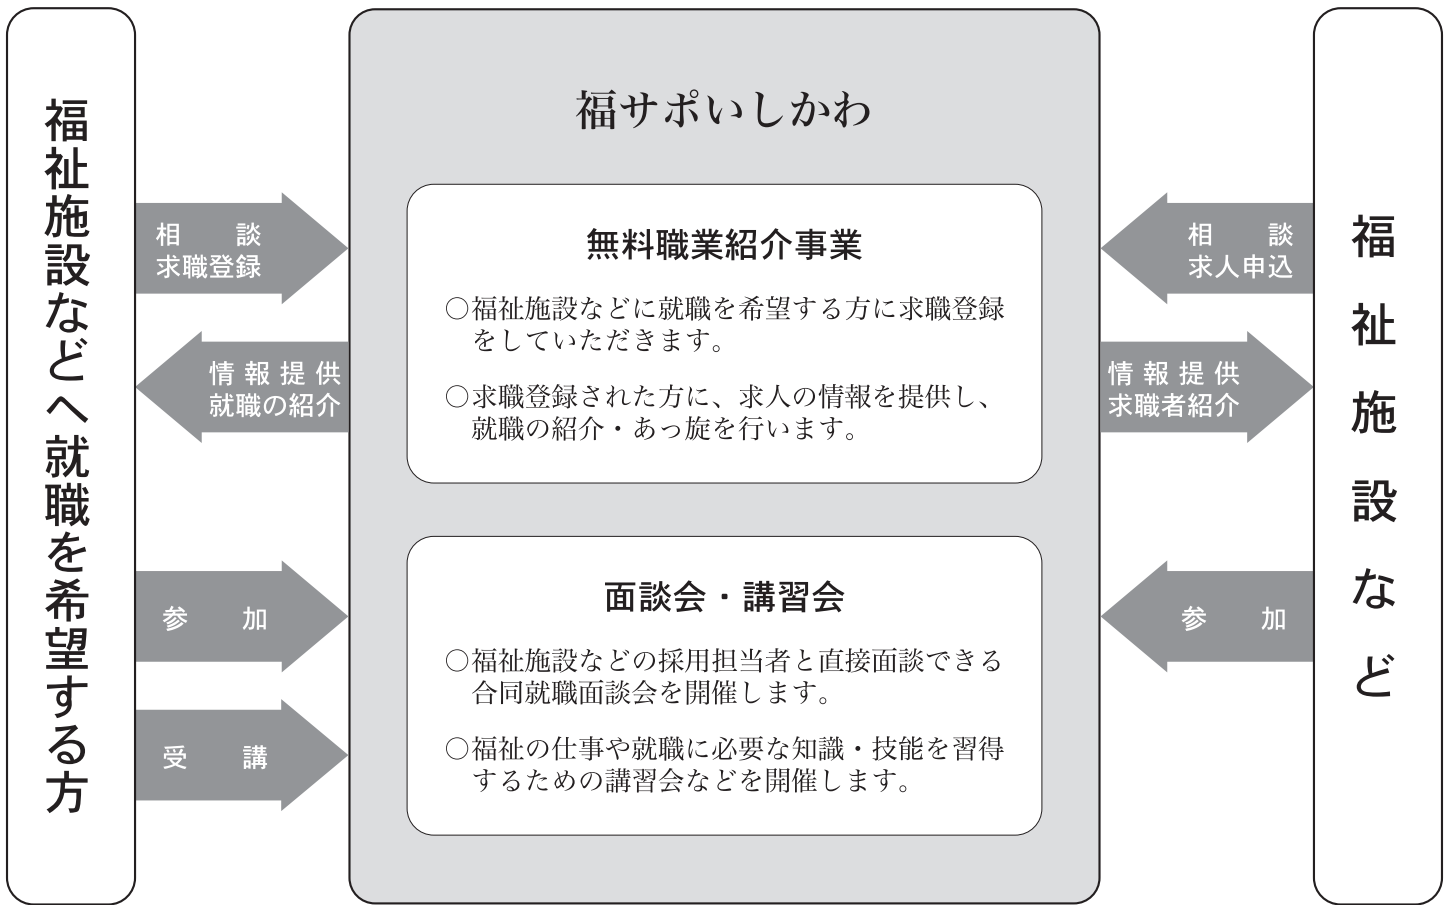 福祉施設などへ就職を希望する方
相談
求職登録
情報提供
就職の紹介
参加
受講
福サポいしかわ
無料職業紹介事業
○福祉施設などに就職を希望する方に求職登録
をしていただきます。
○求職登録された方に、求人の情報を提供し、
就職の紹介・あっ旋を行います。
面談会・講習会
○福祉施設などの採用担当者と直接面談できる
合同就職面談会を開催します。
○福祉の仕事や就職に必要な知識・技能を習得
するための講習会などを開催します。
相談
求人申込
情報提供
求職者紹介
参加
福祉施設など